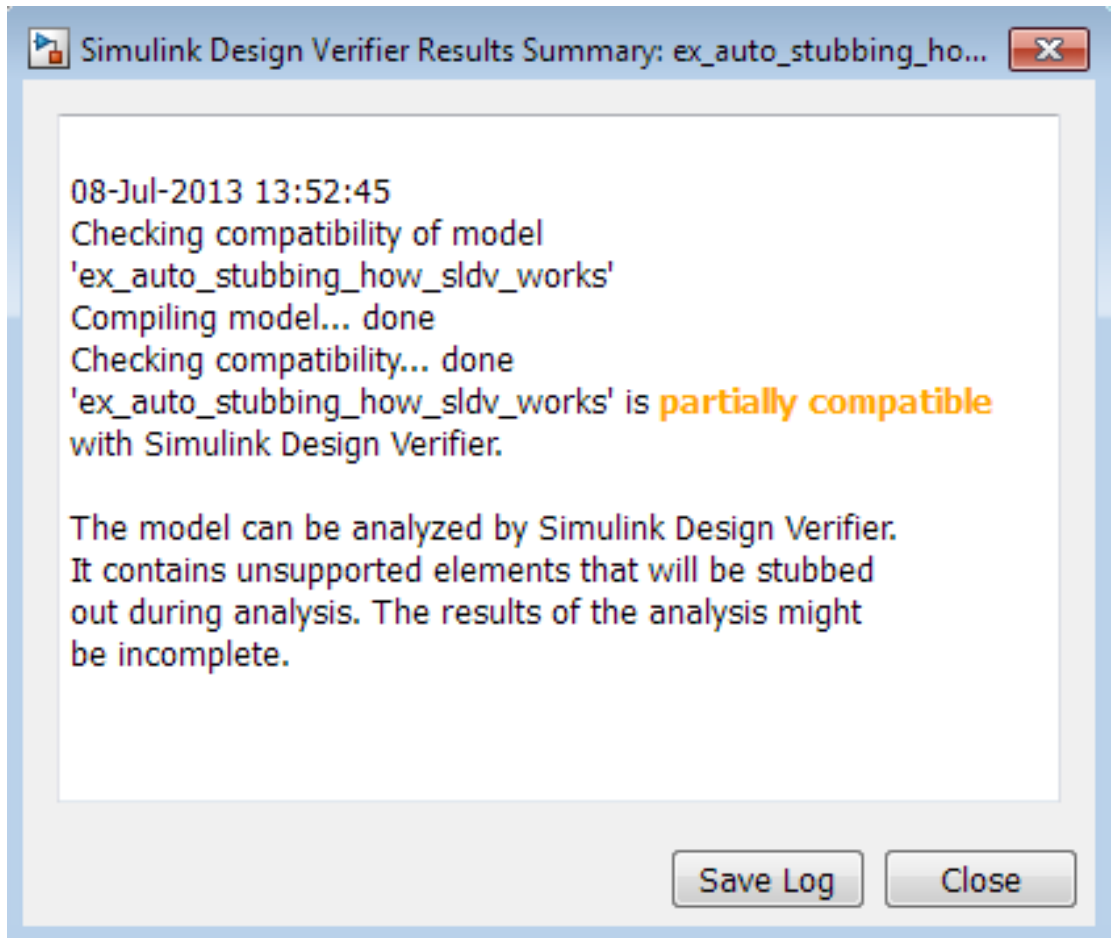 Simulink Design Verifier Results Summary: ex_auto_stubbing_ho...
08-Jul-2013 13:52:45
Checking compatibility of model
'ex_auto_stubbing_how_sldv_works'
Compiling model... done
Checking compatibility... done
'ex_auto_stubbing_how_sldv_works' is partially compatible
with Simulink Design Verifier.
The model can be analyzed by Simulink Design Verifier.
It contains unsupported elements that will be stubbed
out during analysis. The results of the analysis might
be incomplete.
Save Log Close